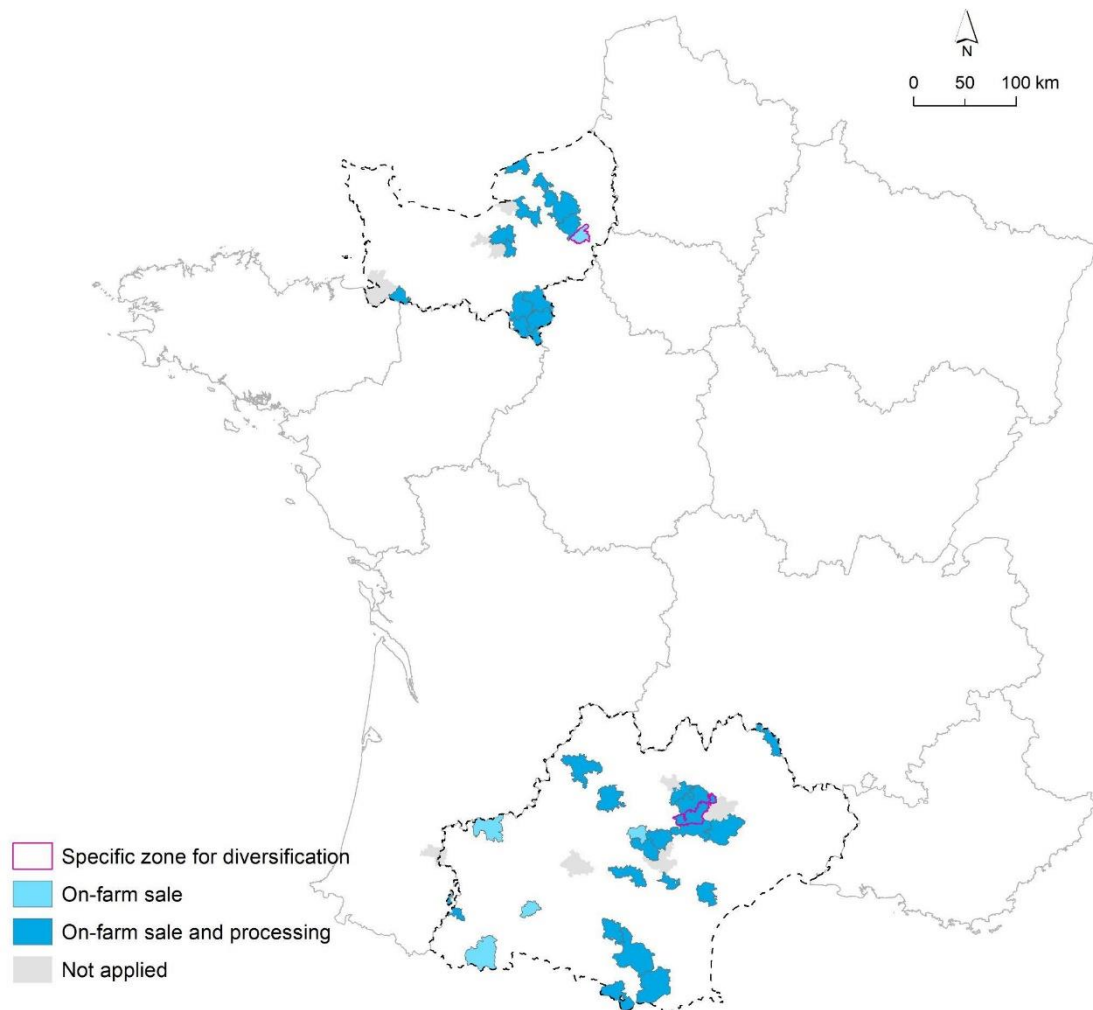 N
0 50 100 km
Specific zone for diversification
On-farm sale
On-farm sale and processing
Not applied